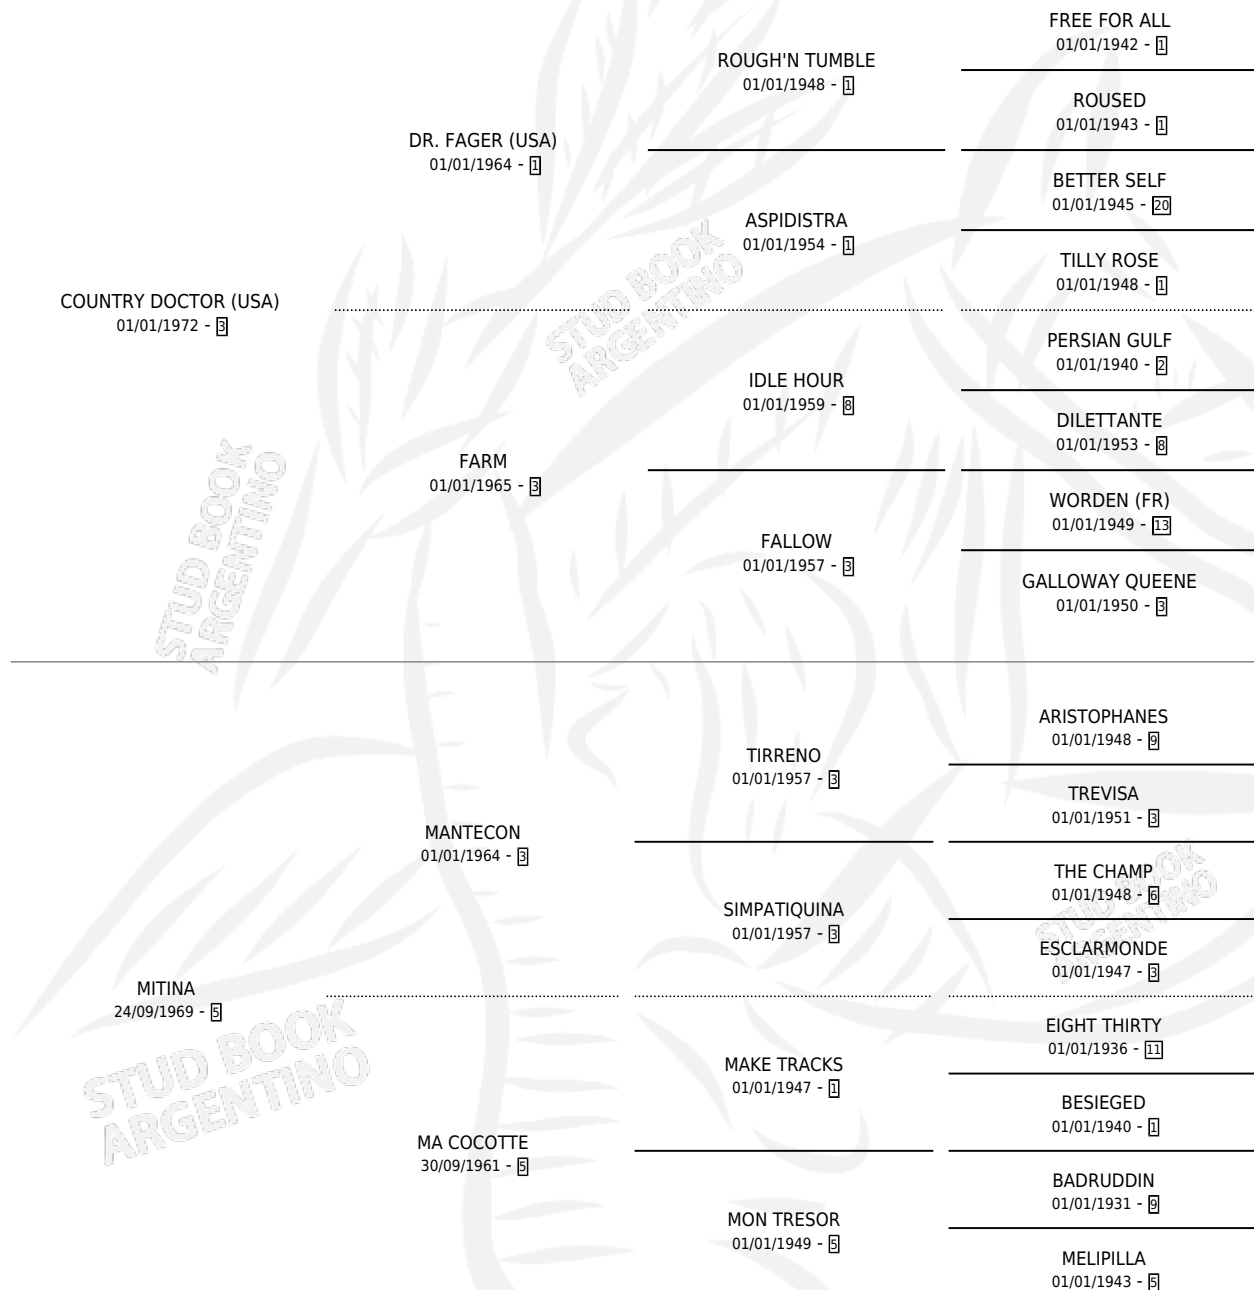 FREE FOR ALL
01/01/1942 - 1
ROUGH'N TUMBLE
01/01/1948 - 1
ROUSED
01/01/1943 - 1
DR. FAGER (USA)
01/01/1964 - 1
BETTER SELF
01/01/1945 - 20
ASPIDISTRA
01/01/1954 - 1
TILLY ROSE
01/01/1948 - 1
COUNTRY DOCTOR (USA)
01/01/1972 - 3
PERSIAN GULF
01/01/1940 - 2
IDLE HOUR
01/01/1959 - 8
DILETTANTE
01/01/1953 - 8
FARM
01/01/1965 - 3
WORDEN (FR)
01/01/1949 - 13
FALLOW
01/01/1957 - 3
GALLOWAY QUEENE
01/01/1950 - 3
ARISTOPHANES
01/01/1948 - 9
TIRRENO
01/01/1957 - 3
TREVISA
01/01/1951 - 3
MANTECON
01/01/1964 - 3
THE CHAMP
01/01/1948 - 6
SIMPATIQUINA
01/01/1957 - 3
ESCLARMONDE
01/01/1947 - 3
MITINA
24/09/1969 - 5
EIGHT THIRTY
01/01/1936 - 11
MAKE TRACKS
01/01/1947 - 1
BESIEGED
01/01/1940 - 1
MA COCOTTE
30/09/1961 - 5
BADRUDDIN
01/01/1931 - 9
MON TRESOR
01/01/1949 - 5
MELIPILLA
01/01/1943 - 5
STUD BOOK
ARGENTINO
STUD BOOK
ARGENTINO
STUD BOOK
ARGENTINO
STUD BOOK
ARGENTINO